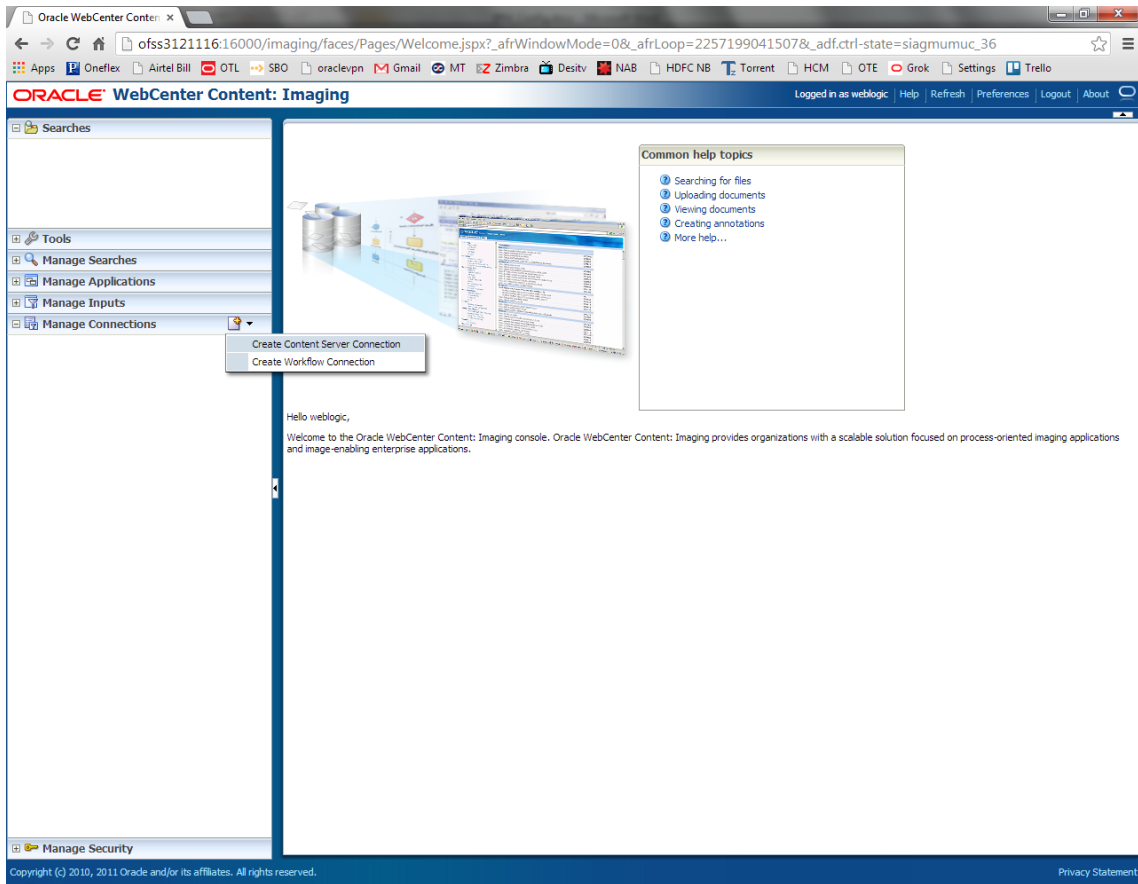 Oracle WebCenter Conten
ofss3121116:16000/imaging/faces/Pages/Welcome.jspx?_afrWindowMode=0&_afrLoop=2257199041507&_adf.ctrl-state=siagmumuc_36
Apps Oneflex Airtel Bill OTL SBO oraclevpn Gmail MT Zimbra Desitv NAB HDFC NB Torrent HCM OTE Grok Settings Trello
ORACLE WebCenter Content: Imaging
Logged in as weblogic Help Refresh Preferences Logout About
Searches
Tools
Manage Searches
Manage Applications
Manage Inputs
Manage Connections
Create Content Server Connection
Create Workflow Connection
Common help topics
Searching for files
Uploading documents
Viewing documents
Creating annotations
More help...
Hello weblogic,
Welcome to the Oracle WebCenter Content: Imaging console. Oracle WebCenter Content: Imaging provides organizations with a scalable solution focused on process-oriented imaging applications
and image-enabling enterprise applications.
Manage Security
Copyright (c) 2010, 2011 Oracle and/or its affiliates. All rights reserved.
Privacy Statement